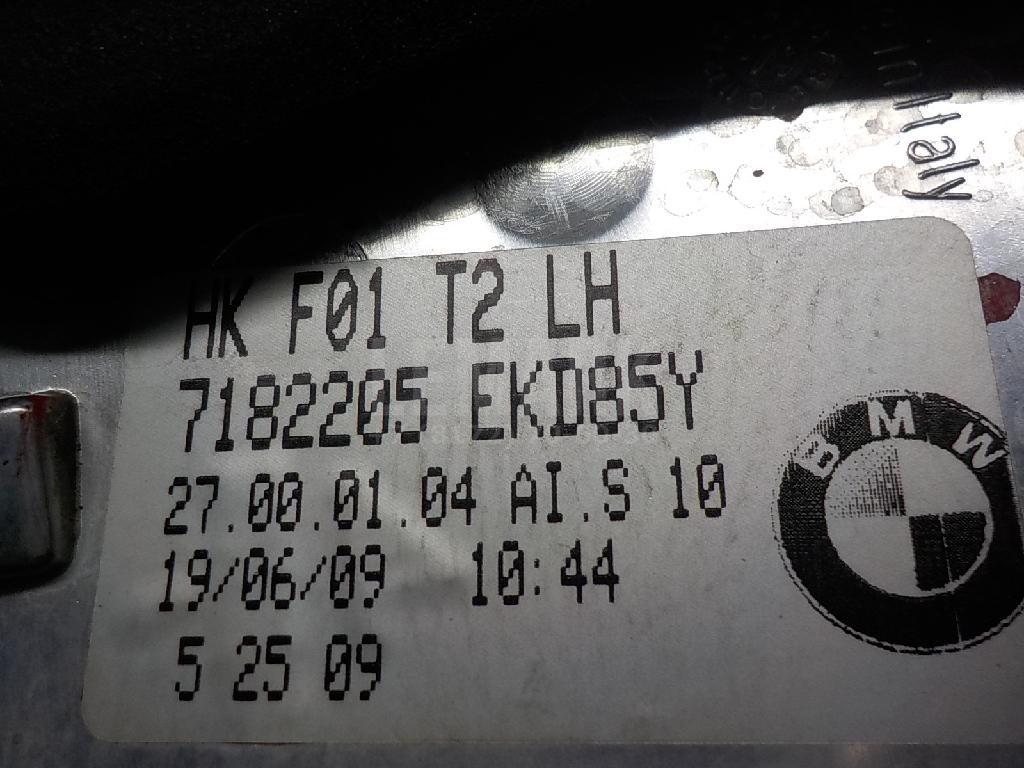 in Italy
HK F01 T2 LH
7182205 EKD85Y
27.00.01.04 AI.S 10
19/06/09 10:44
5 25 09
BMW